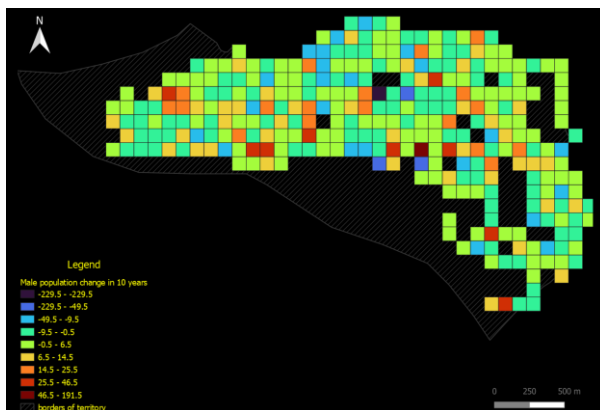 N
Legend
Male population change in 10 years
-229.5 - -229.5
-229.5 - -49.5
-49.5 - -9.5
-9.5 - -0.5
-0.5 - 6.5
6.5 - 14.5
14.5 - 25.5
25.5 - 46.5
46.5 - 191.5
borders of territory
0 250 500 m